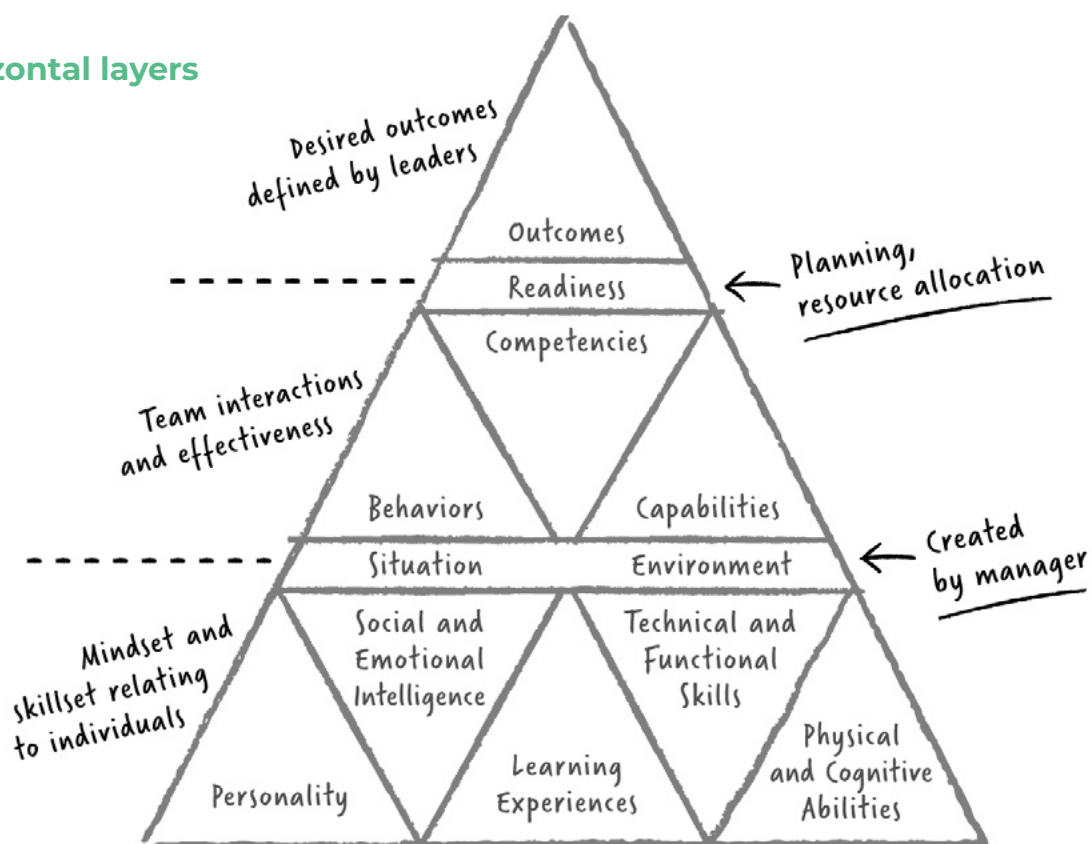 zontal layers
Desired outcomes
defined by leaders
Outcomes
Readiness
Planning,
resource allocation
Competencies
Team interactions
and effectiveness
Behaviors
Capabilities
Situation
Environment
Created
by manager
Mindset and
skillset relating
to individuals
Social and
Emotional
Intelligence
Technical and
Functional
Skills
Personality
Learning
Experiences
Physical
and Cognitive
Abilities